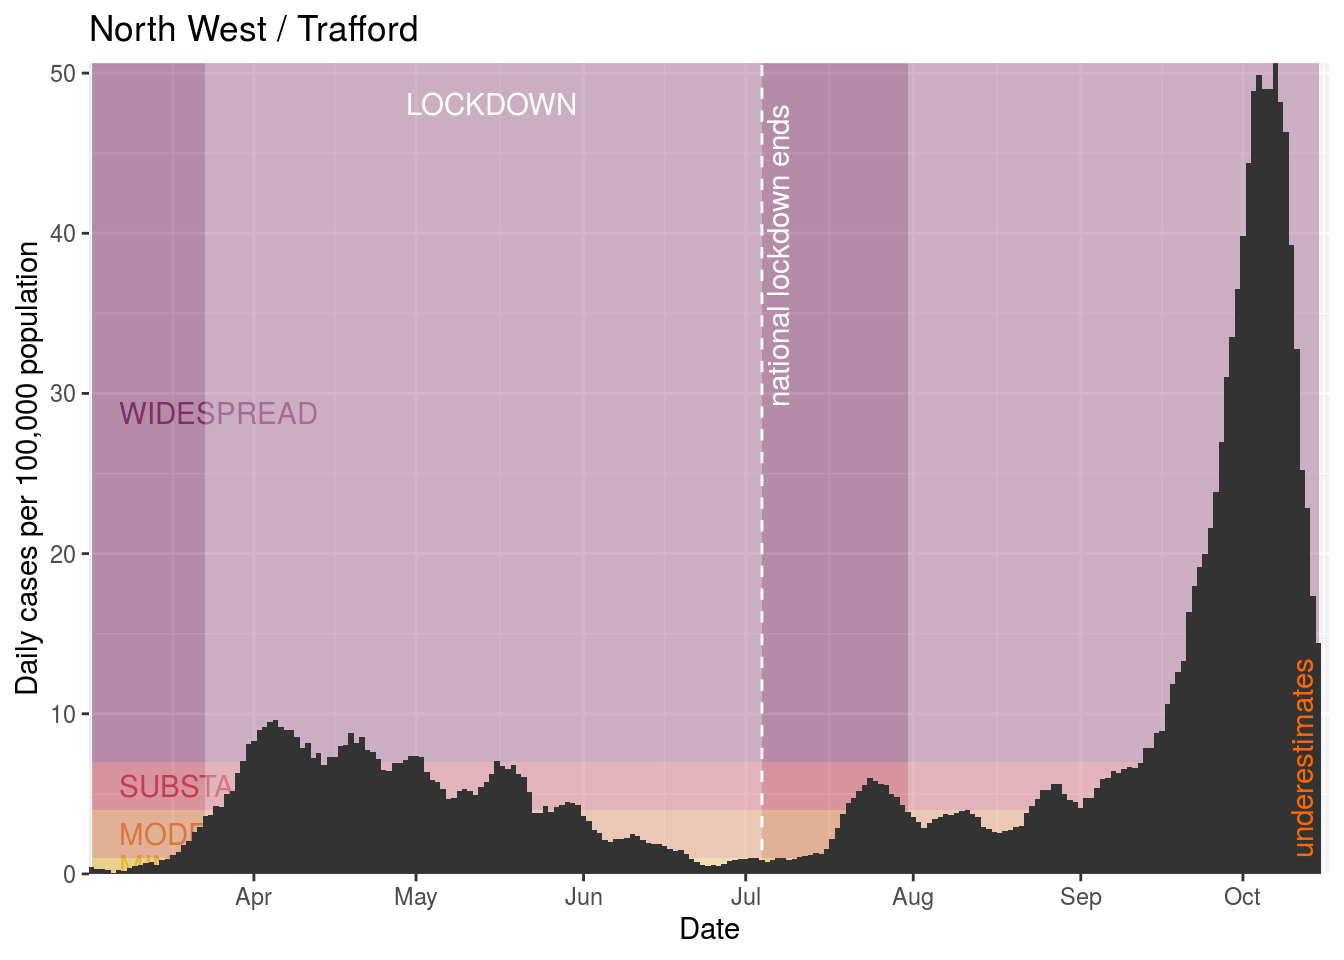 North West / Trafford
50
40
30
20
10
0
Daily cases per 100,000 population
LOCKDOWN
national lockdown ends
WIDESPREAD
SUBSTA
MODE
MIN
underestimates
Apr May Jun Jul Aug Sep Oct
Date